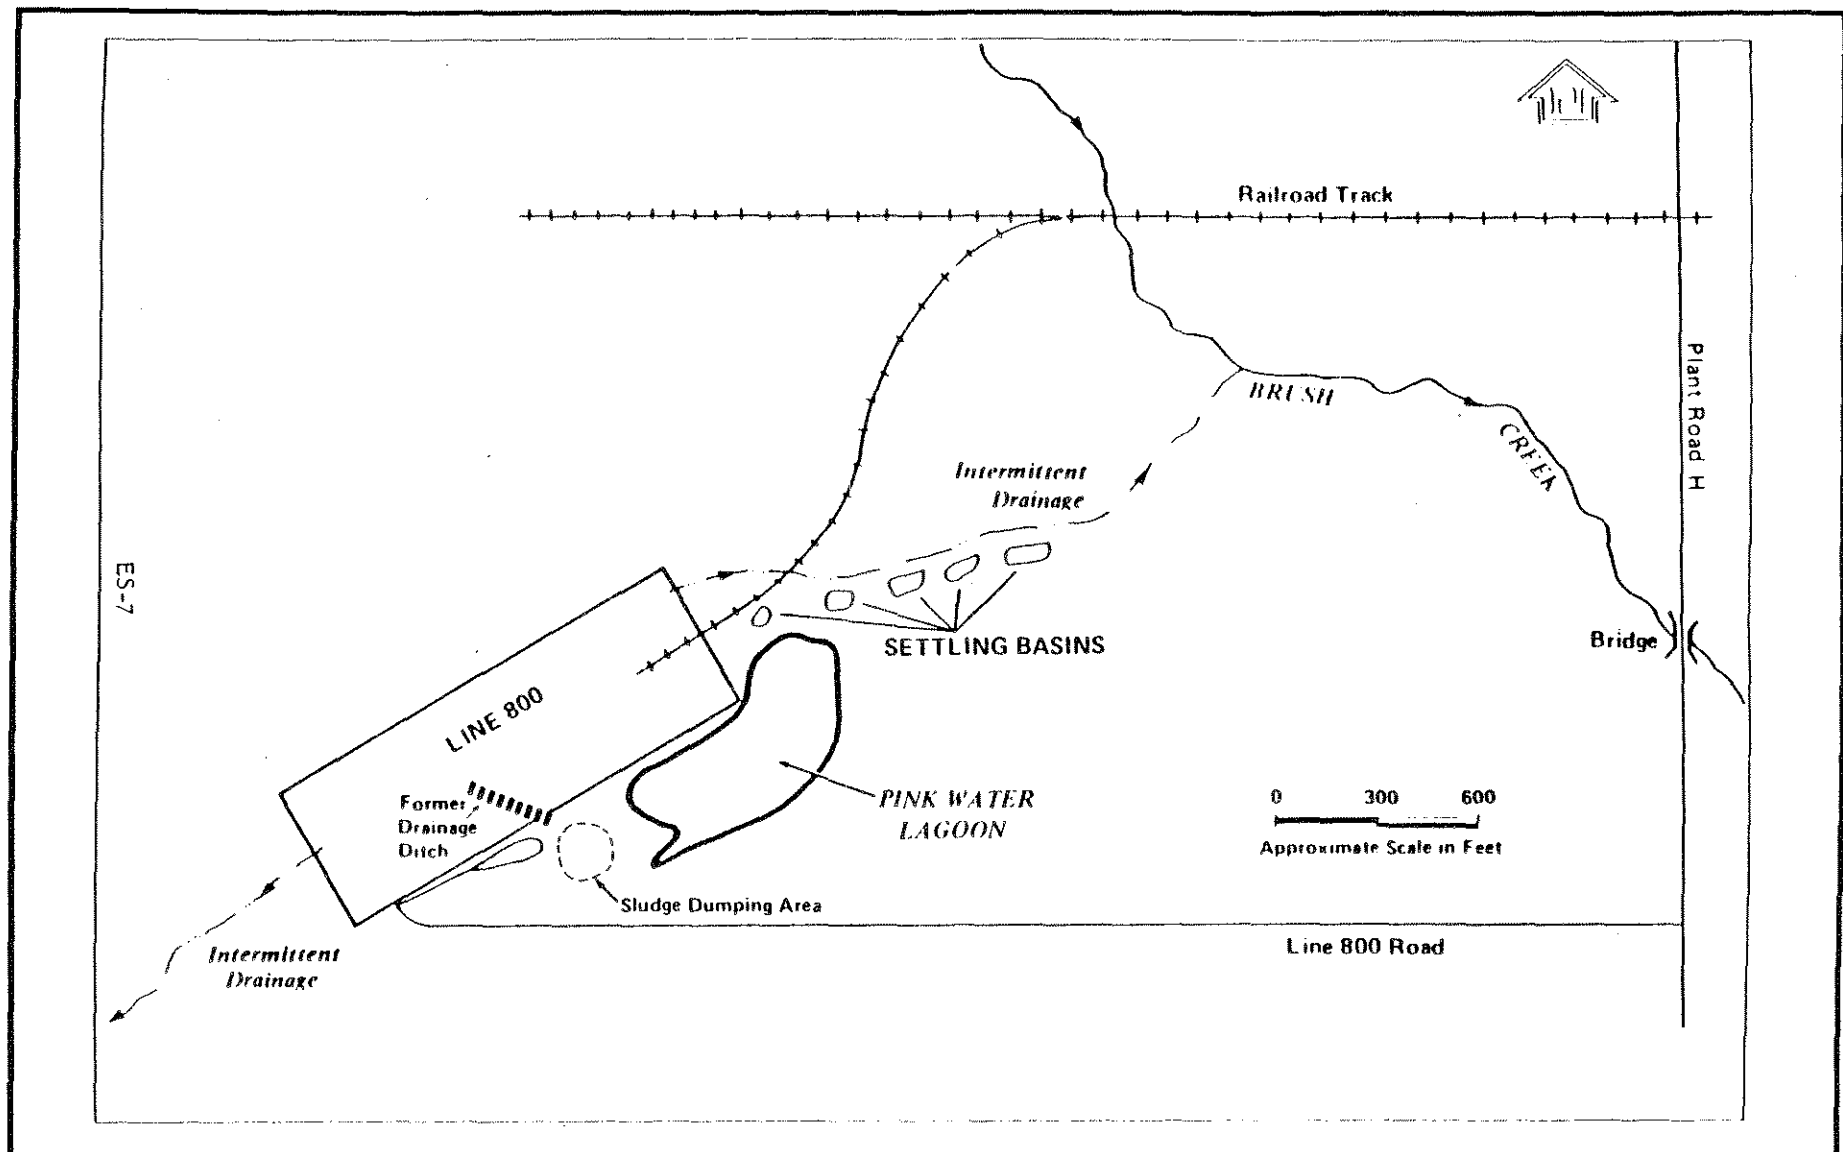 Railroad Track
Plant Road H
BRUSH
CREEK
Intermittent
Drainage
ES-7
SETTLING BASINS
Bridge
LINE 800
Former
Drainage
Ditch
PINK WATER
LAGOON
0 300 600
Approximate Scale in Feet
Sludge Dumping Area
Intermittent
Drainage
Line 800 Road